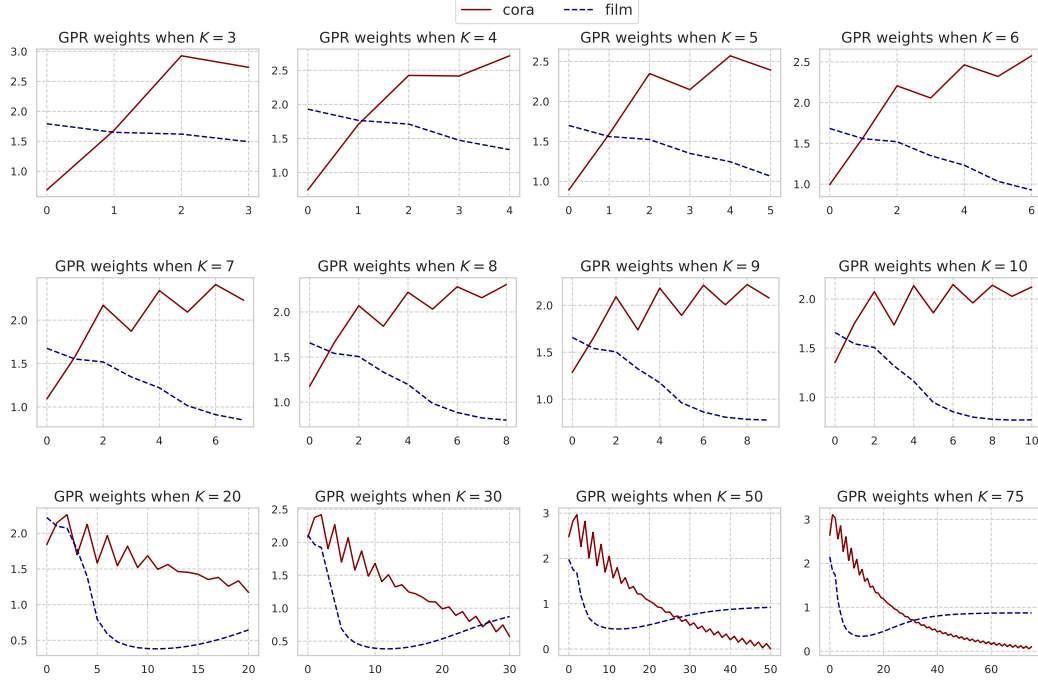 cora film
GPR weights when K = 3
3.0
2.5
2.0
1.5
1.0
0 1 2 3
GPR weights when K = 4
2.5
2.0
1.5
1.0
0 1 2 3 4
GPR weights when K = 5
2.5
2.0
1.5
1.0
0 1 2 3 4 5
GPR weights when K = 6
2.5
2.0
1.5
1.0
0 2 4 6
GPR weights when K = 7
2.0
1.5
1.0
0 2 4 6
GPR weights when K = 8
2.0
1.5
1.0
0 2 4 6 8
GPR weights when K = 9
2.0
1.5
1.0
0 2 4 6 8
GPR weights when K = 10
2.0
1.5
1.0
0 2 4 6 8 10
GPR weights when K = 20
2.0
1.5
1.0
0.5
0 5 10 15 20
GPR weights when K = 30
2.5
2.0
1.5
1.0
0.5
0 10 20 30
GPR weights when K = 50
3
2
1
0
0 10 20 30 40 50
GPR weights when K = 75
3
2
1
0
0 20 40 60